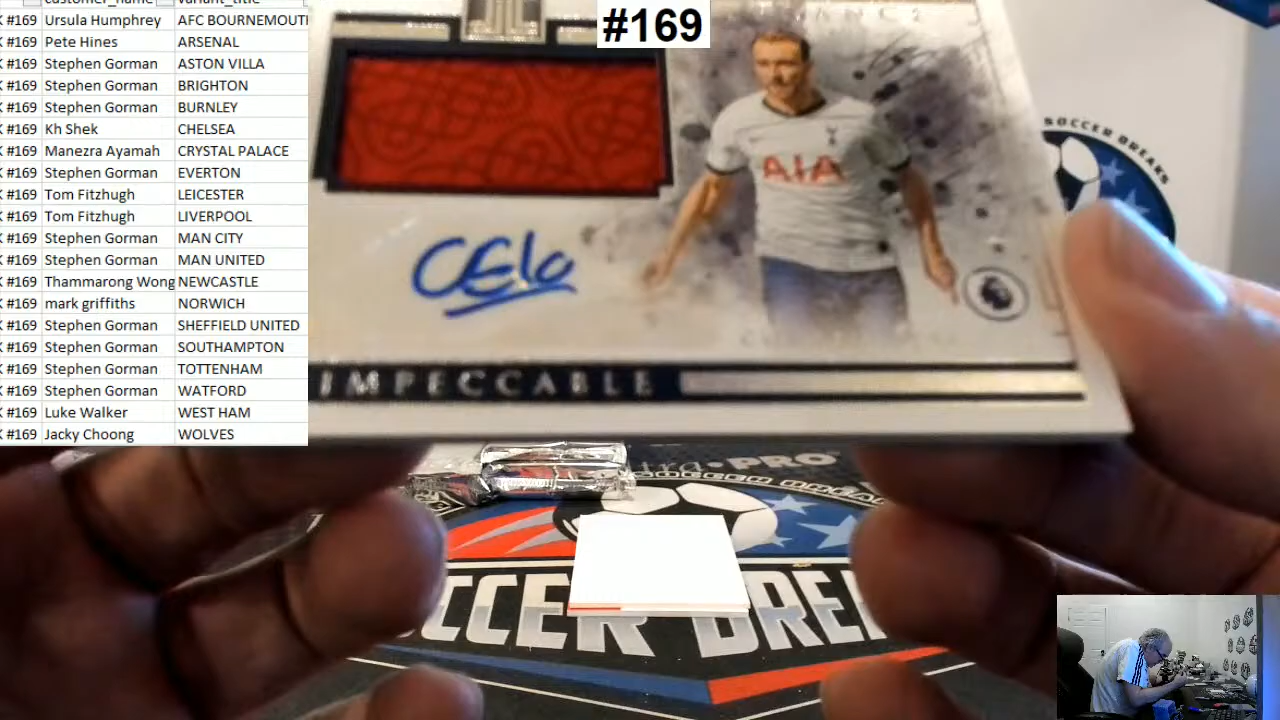 customer_name variant_title
#169 Ursula Humphrey AFC BOURNEMOUTH
K #169 Pete Hines ARSENAL
K #169 Stephen Gorman ASTON VILLA
K #169 Stephen Gorman BRIGHTON
K #169 Stephen Gorman BURNLEY
K #169 Kh Shek CHELSEA
K #169 Manezra Ayamah CRYSTAL PALACE
K #169 Stephen Gorman EVERTON
K #169 Tom Fitzhugh LEICESTER
K #169 Tom Fitzhugh LIVERPOOL
K #169 Stephen Gorman MAN CITY
K #169 Stephen Gorman MAN UNITED
K #169 Thammarong Wong NEWCASTLE
K #169 mark griffiths NORWICH
K #169 Stephen Gorman SHEFFIELD UNITED
K #169 Stephen Gorman SOUTHAMPTON
K #169 Stephen Gorman TOTTENHAM
K #169 Stephen Gorman WATFORD
K #169 Luke Walker WEST HAM
K #169 Jacky Choong WOLVES
#169
AIA
CElo
IMPECCABLE
SOCCER BREAKS
PRO
CCER BREA